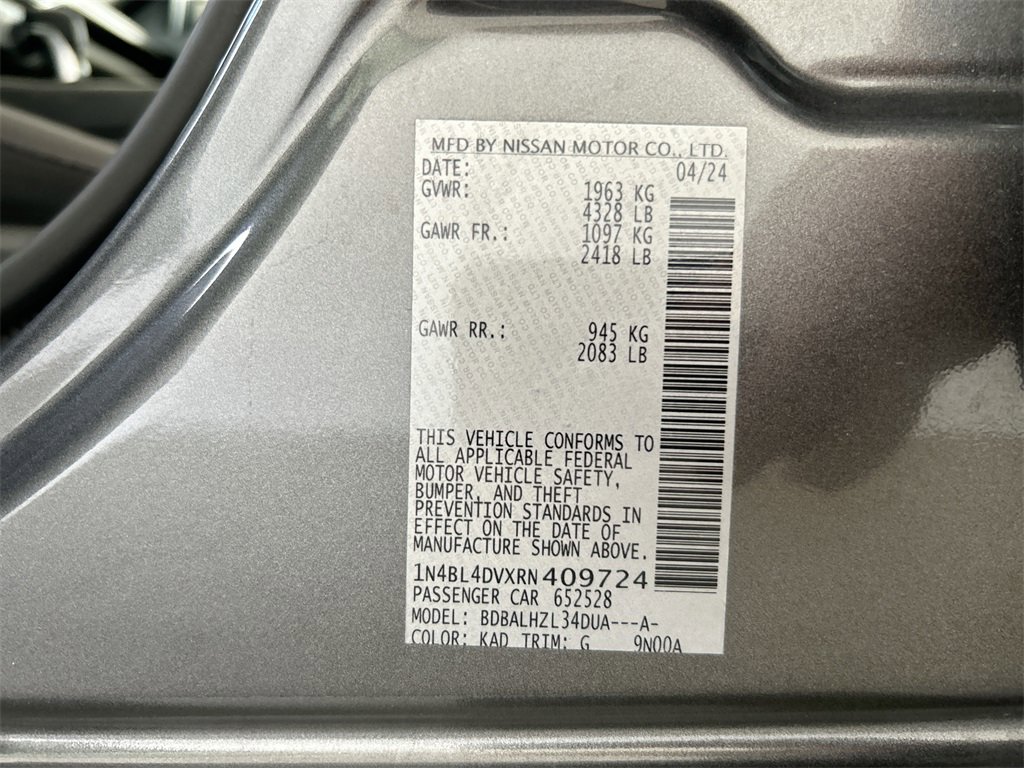 MFD BY NISSAN MOTOR CO., LTD.
DATE: 04/24
GVWR: 1963 KG
4328 LB
GAWR FR.: 1097 KG
2418 LB
GAWR RR.: 945 KG
2083 LB
THIS VEHICLE CONFORMS TO
ALL APPLICABLE FEDERAL
MOTOR VEHICLE SAFETY,
BUMPER, AND THEFT
PREVENTION STANDARDS IN
EFFECT ON THE DATE OF
MANUFACTURE SHOWN ABOVE.
1N4BL4DVXRN409724
PASSENGER CAR 652528
MODEL: BDBALHZL34DUA---A-
COLOR: KAD TRIM: G 9N00A